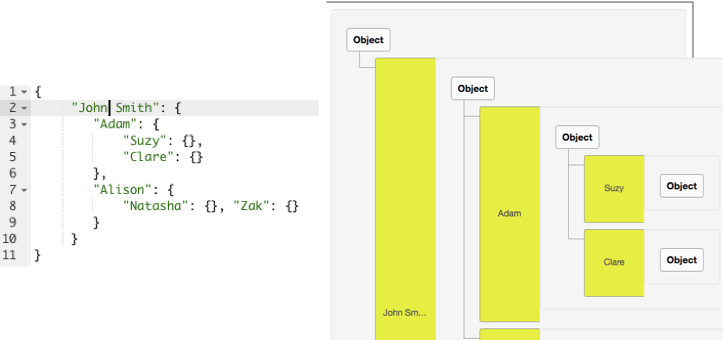 1 {
2 "John Smith": {
3 "Adam": {
4 "Suzy": {},
5 "Clare": {}
6 },
7 "Alison": {
8 "Natasha": {}, "Zak": {}
9 }
10 }
11 }
Object
Object
Object
Suzy
Object
Adam
Clare
Object
John Sm...